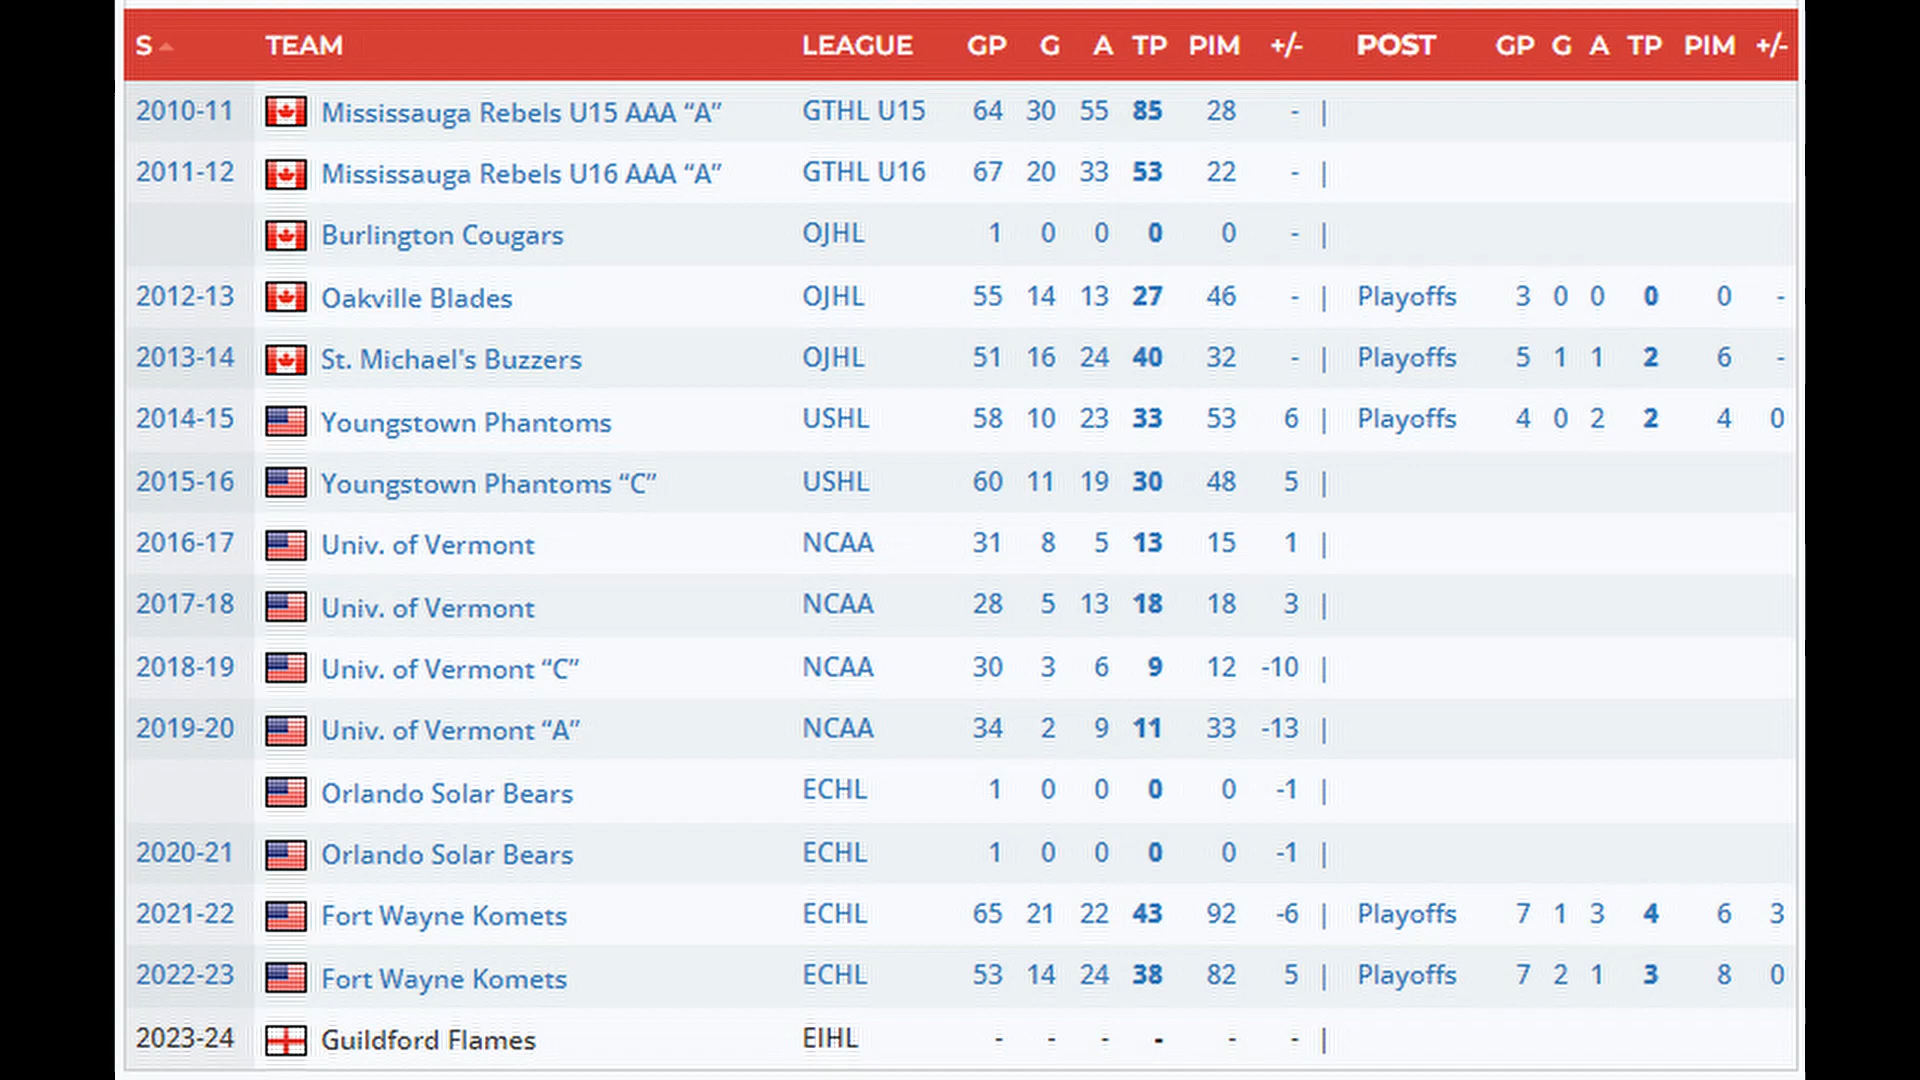 S TEAM LEAGUE GP G A TP PIM +/- POST GP G A TP PIM +/-
2010-11 Mississauga Rebels U15 AAA “A” GTHL U15 64 30 55 85 28 - |
2011-12 Mississauga Rebels U16 AAA “A” GTHL U16 67 20 33 53 22 - |
Burlington Cougars OJHL 1 0 0 0 0 - |
2012-13 Oakville Blades OJHL 55 14 13 27 46 - | Playoffs 3 0 0 0 0 -
2013-14 St. Michael's Buzzers OJHL 51 16 24 40 32 - | Playoffs 5 1 1 2 6 -
2014-15 Youngstown Phantoms USHL 58 10 23 33 53 6 | Playoffs 4 0 2 2 4 0
2015-16 Youngstown Phantoms “C” USHL 60 11 19 30 48 5 |
2016-17 Univ. of Vermont NCAA 31 8 5 13 15 1 |
2017-18 Univ. of Vermont NCAA 28 5 13 18 18 3 |
2018-19 Univ. of Vermont “C” NCAA 30 3 6 9 12 -10 |
2019-20 Univ. of Vermont “A” NCAA 34 2 9 11 33 -13 |
Orlando Solar Bears ECHL 1 0 0 0 0 -1 |
2020-21 Orlando Solar Bears ECHL 1 0 0 0 0 -1 |
2021-22 Fort Wayne Komets ECHL 65 21 22 43 92 -6 | Playoffs 7 1 3 4 6 3
2022-23 Fort Wayne Komets ECHL 53 14 24 38 82 5 | Playoffs 7 2 1 3 8 0
2023-24 Guildford Flames EIHL - - - - - - |